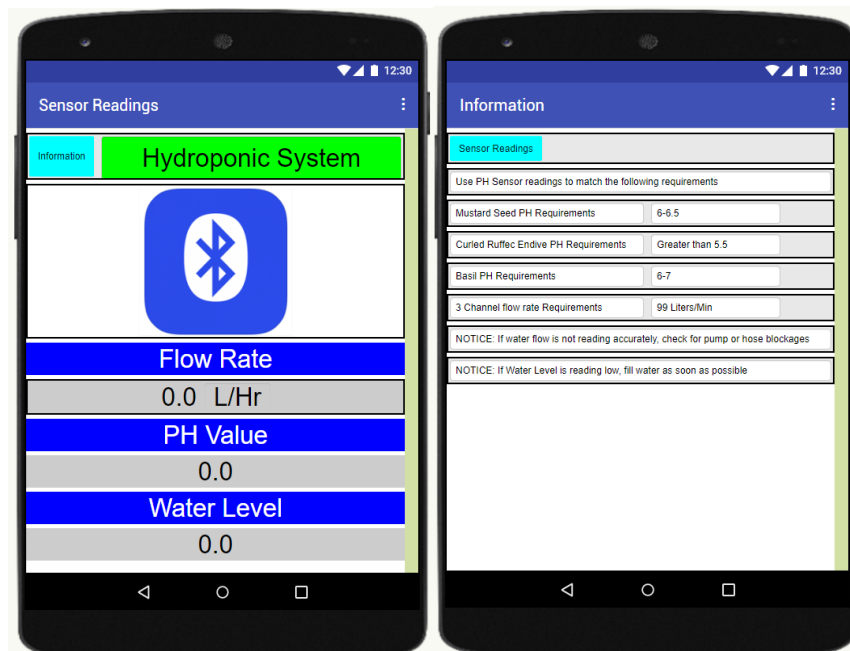 12:30
Sensor Readings
Information
Hydroponic System
Flow Rate
0.0 L/Hr
PH Value
0.0
Water Level
0.0
12:30
Information
Sensor Readings
Use PH Sensor readings to match the following requirements
Mustard Seed PH Requirements 6-6.5
Curled Ruffec Endive PH Requirements Greater than 5.5
Basil PH Requirements 6-7
3 Channel flow rate Requirements 99 Liters/Min
NOTICE: If water flow is not reading accurately, check for pump or hose blockages
NOTICE: If Water Level is reading low, fill water as soon as possible